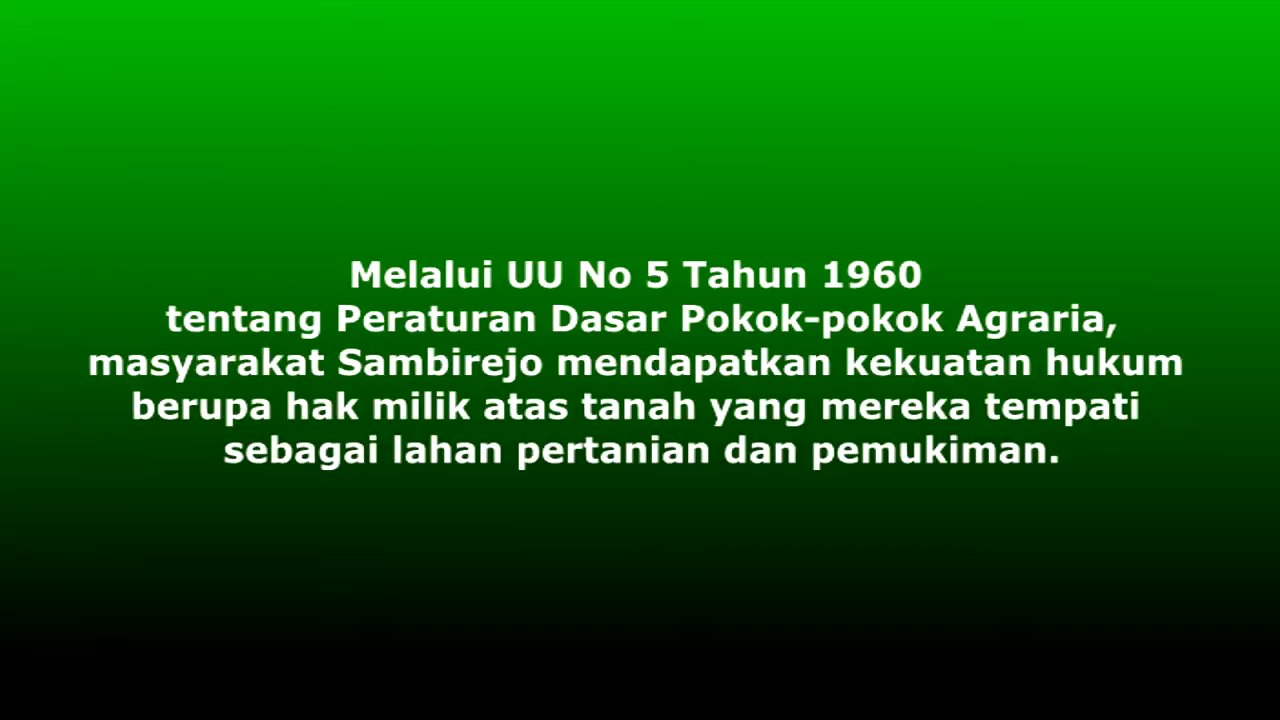 Melalui UU No 5 Tahun 1960
tentang Peraturan Dasar Pokok-pokok Agraria,
masyarakat Sambirejo mendapatkan kekuatan hukum
berupa hak milik atas tanah yang mereka tempati
sebagai lahan pertanian dan pemukiman.